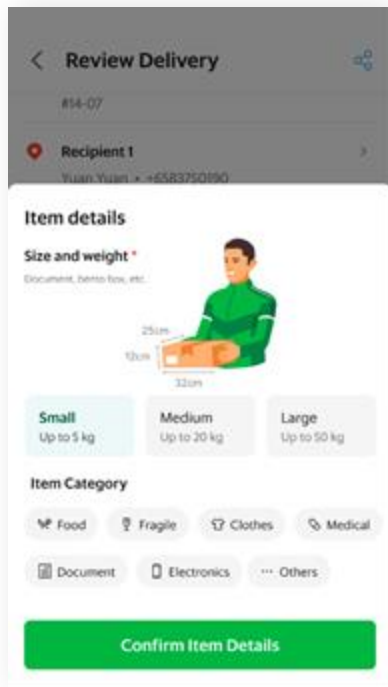 Review Delivery
#14-07
Recipient 1
Yuan Yuan • +6583750190
Item details
Size and weight *
Document, bento box, etc.
25cm
12cm
32cm
Small Medium Large
Up to 5 kg Up to 20 kg Up to 50 kg
Item Category
Food Fragile Clothes Medical
Document Electronics ··· Others
Confirm Item Details